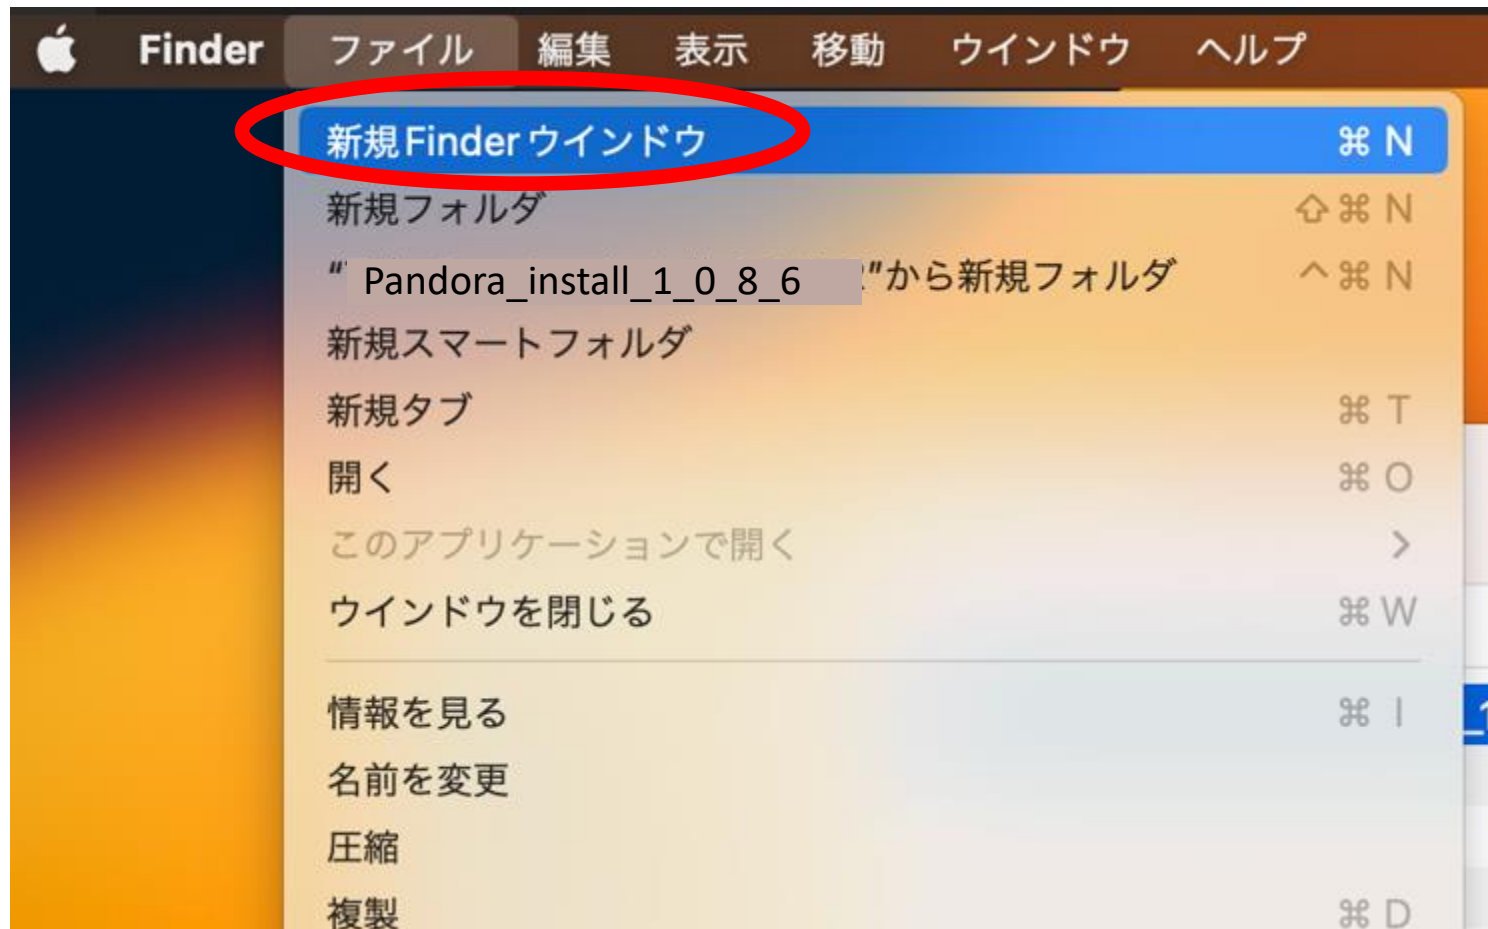 Finder ファイル 編集 表示 移動 ウインドウ ヘルプ
新規Finderウインドウ ⌘ N
新規フォルダ ⇧⌘ N
“ Pandora_install_1_0_8_6 ”から新規フォルダ ^⌘ N
新規スマートフォルダ
新規タブ ⌘ T
開く ⌘ O
このアプリケーションで開く >
ウインドウを閉じる ⌘ W
情報を見る ⌘ I
名前を変更
圧縮
複製 ⌘ D